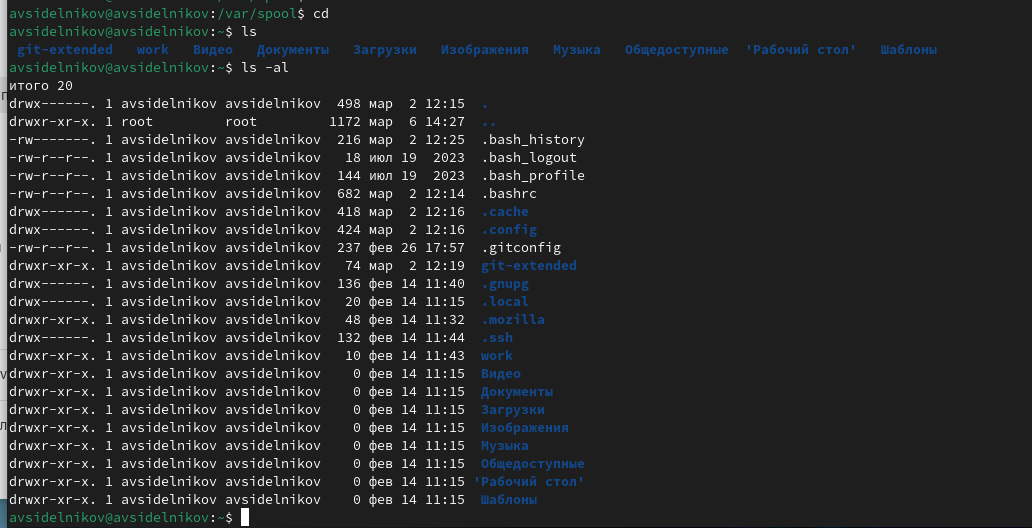 avsidelnikov@avsidelnikov:/var/spool$ cd
avsidelnikov@avsidelnikov:~$ ls
git-extended work Видео Документы Загрузки Изображения Музыка Общедоступные 'Рабочий стол' Шаблоны
avsidelnikov@avsidelnikov:~$ ls -al
итого 20
drwx------. 1 avsidelnikov avsidelnikov 498 мар 2 12:15 .
drwxr-xr-x. 1 root root 1172 мар 6 14:27 ..
-rw-------. 1 avsidelnikov avsidelnikov 216 мар 2 12:25 .bash_history
-rw-r--r--. 1 avsidelnikov avsidelnikov 18 июл 19 2023 .bash_logout
-rw-r--r--. 1 avsidelnikov avsidelnikov 144 июл 19 2023 .bash_profile
-rw-r--r--. 1 avsidelnikov avsidelnikov 682 мар 2 12:14 .bashrc
drwx------. 1 avsidelnikov avsidelnikov 418 мар 2 12:16 .cache
drwx------. 1 avsidelnikov avsidelnikov 424 мар 2 12:16 .config
-rw-r--r--. 1 avsidelnikov avsidelnikov 237 фев 26 17:57 .gitconfig
drwxr-xr-x. 1 avsidelnikov avsidelnikov 74 мар 2 12:19 git-extended
drwx------. 1 avsidelnikov avsidelnikov 136 фев 14 11:40 .gnupg
drwx------. 1 avsidelnikov avsidelnikov 20 фев 14 11:15 .local
drwxr-xr-x. 1 avsidelnikov avsidelnikov 48 фев 14 11:32 .mozilla
drwx------. 1 avsidelnikov avsidelnikov 132 фев 14 11:44 .ssh
drwxr-xr-x. 1 avsidelnikov avsidelnikov 10 фев 14 11:43 work
drwxr-xr-x. 1 avsidelnikov avsidelnikov 0 фев 14 11:15 Видео
drwxr-xr-x. 1 avsidelnikov avsidelnikov 0 фев 14 11:15 Документы
drwxr-xr-x. 1 avsidelnikov avsidelnikov 0 фев 14 11:15 Загрузки
drwxr-xr-x. 1 avsidelnikov avsidelnikov 0 фев 14 11:15 Изображения
drwxr-xr-x. 1 avsidelnikov avsidelnikov 0 фев 14 11:15 Музыка
drwxr-xr-x. 1 avsidelnikov avsidelnikov 0 фев 14 11:15 Общедоступные
drwxr-xr-x. 1 avsidelnikov avsidelnikov 0 фев 14 11:15 'Рабочий стол'
drwxr-xr-x. 1 avsidelnikov avsidelnikov 0 фев 14 11:15 Шаблоны
avsidelnikov@avsidelnikov:~$